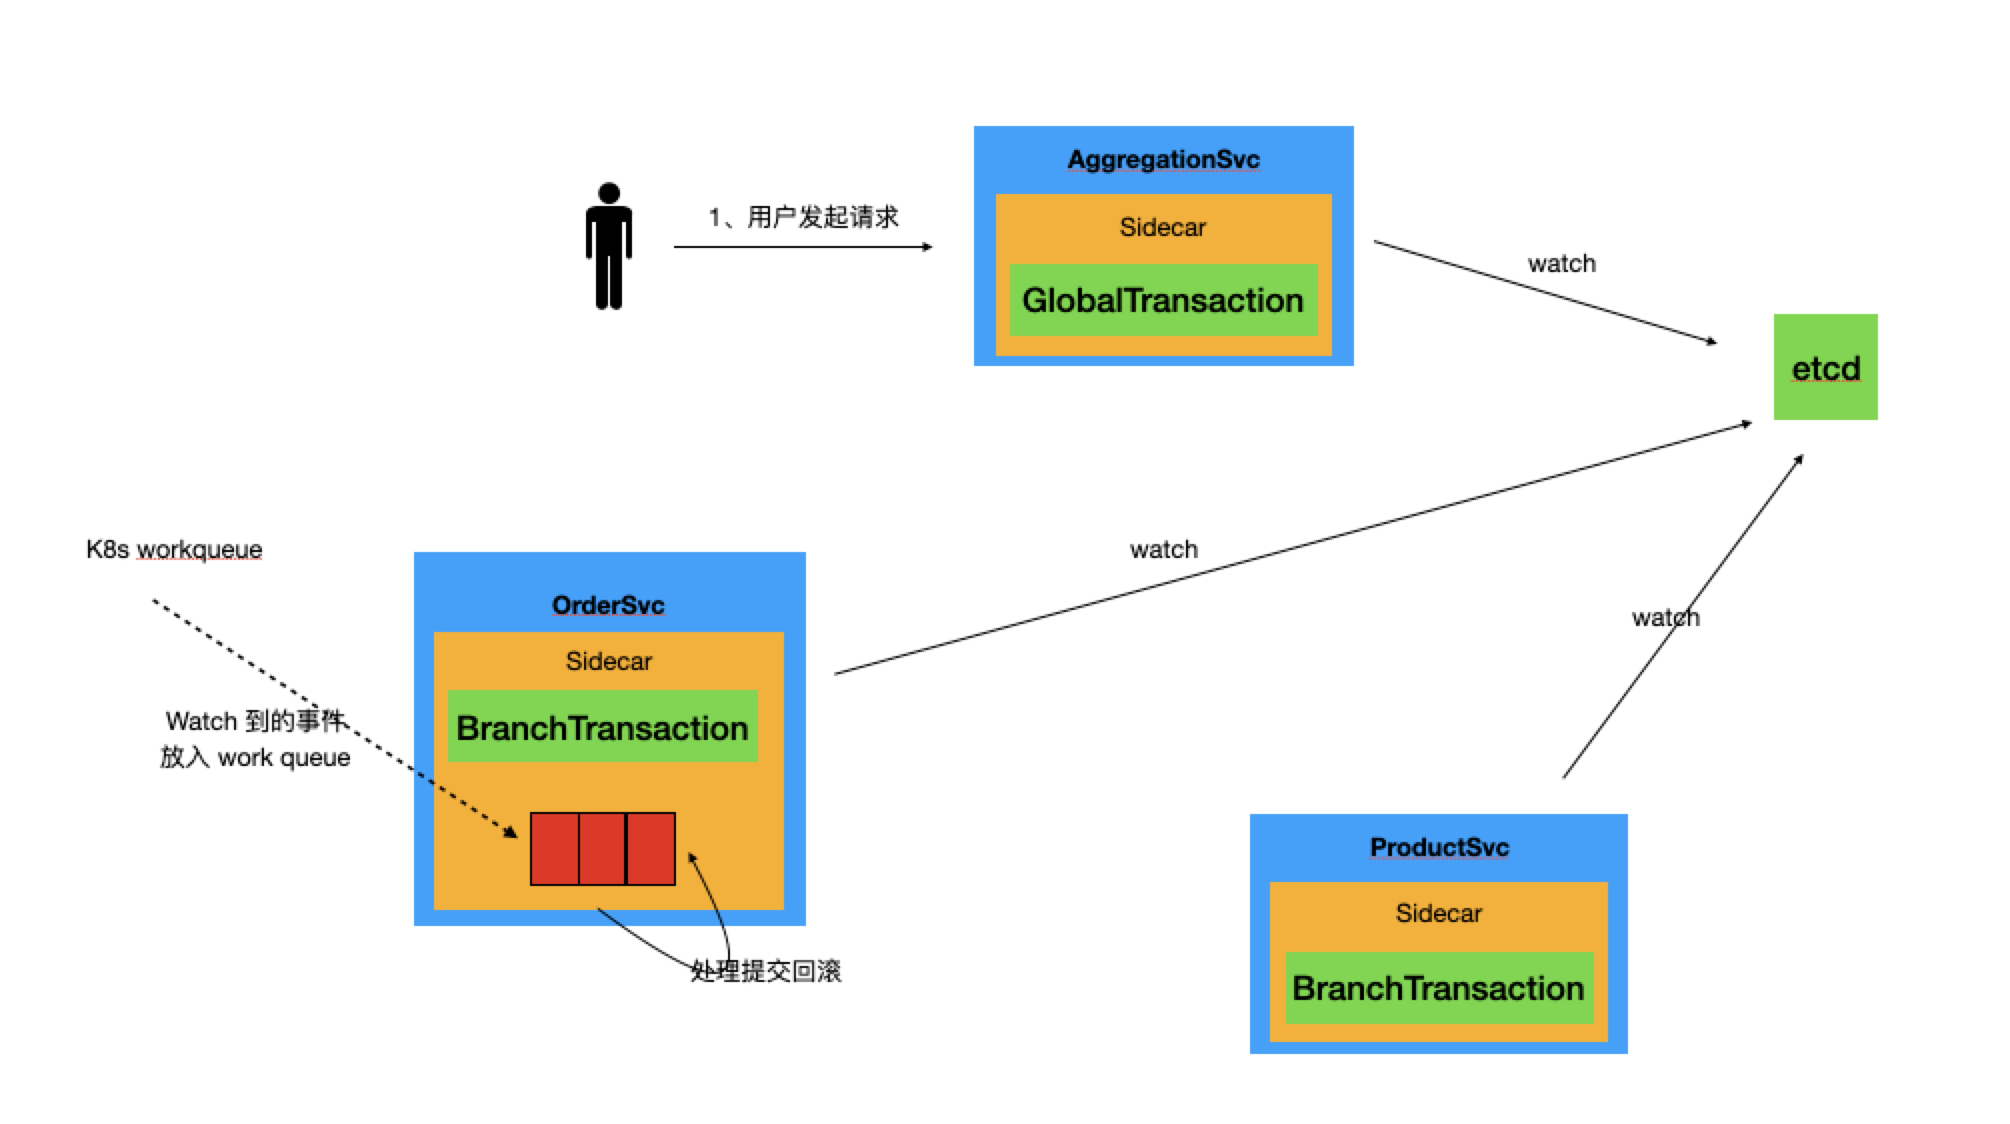 AggregationSvc
1、用户发起请求
Sidecar
GlobalTransaction
watch
etcd
K8s workqueue
watch
OrderSvc
Sidecar
watch
BranchTransaction
Watch 到的事件
放入 work queue
ProductSvc
Sidecar
处理提交回滚
BranchTransaction